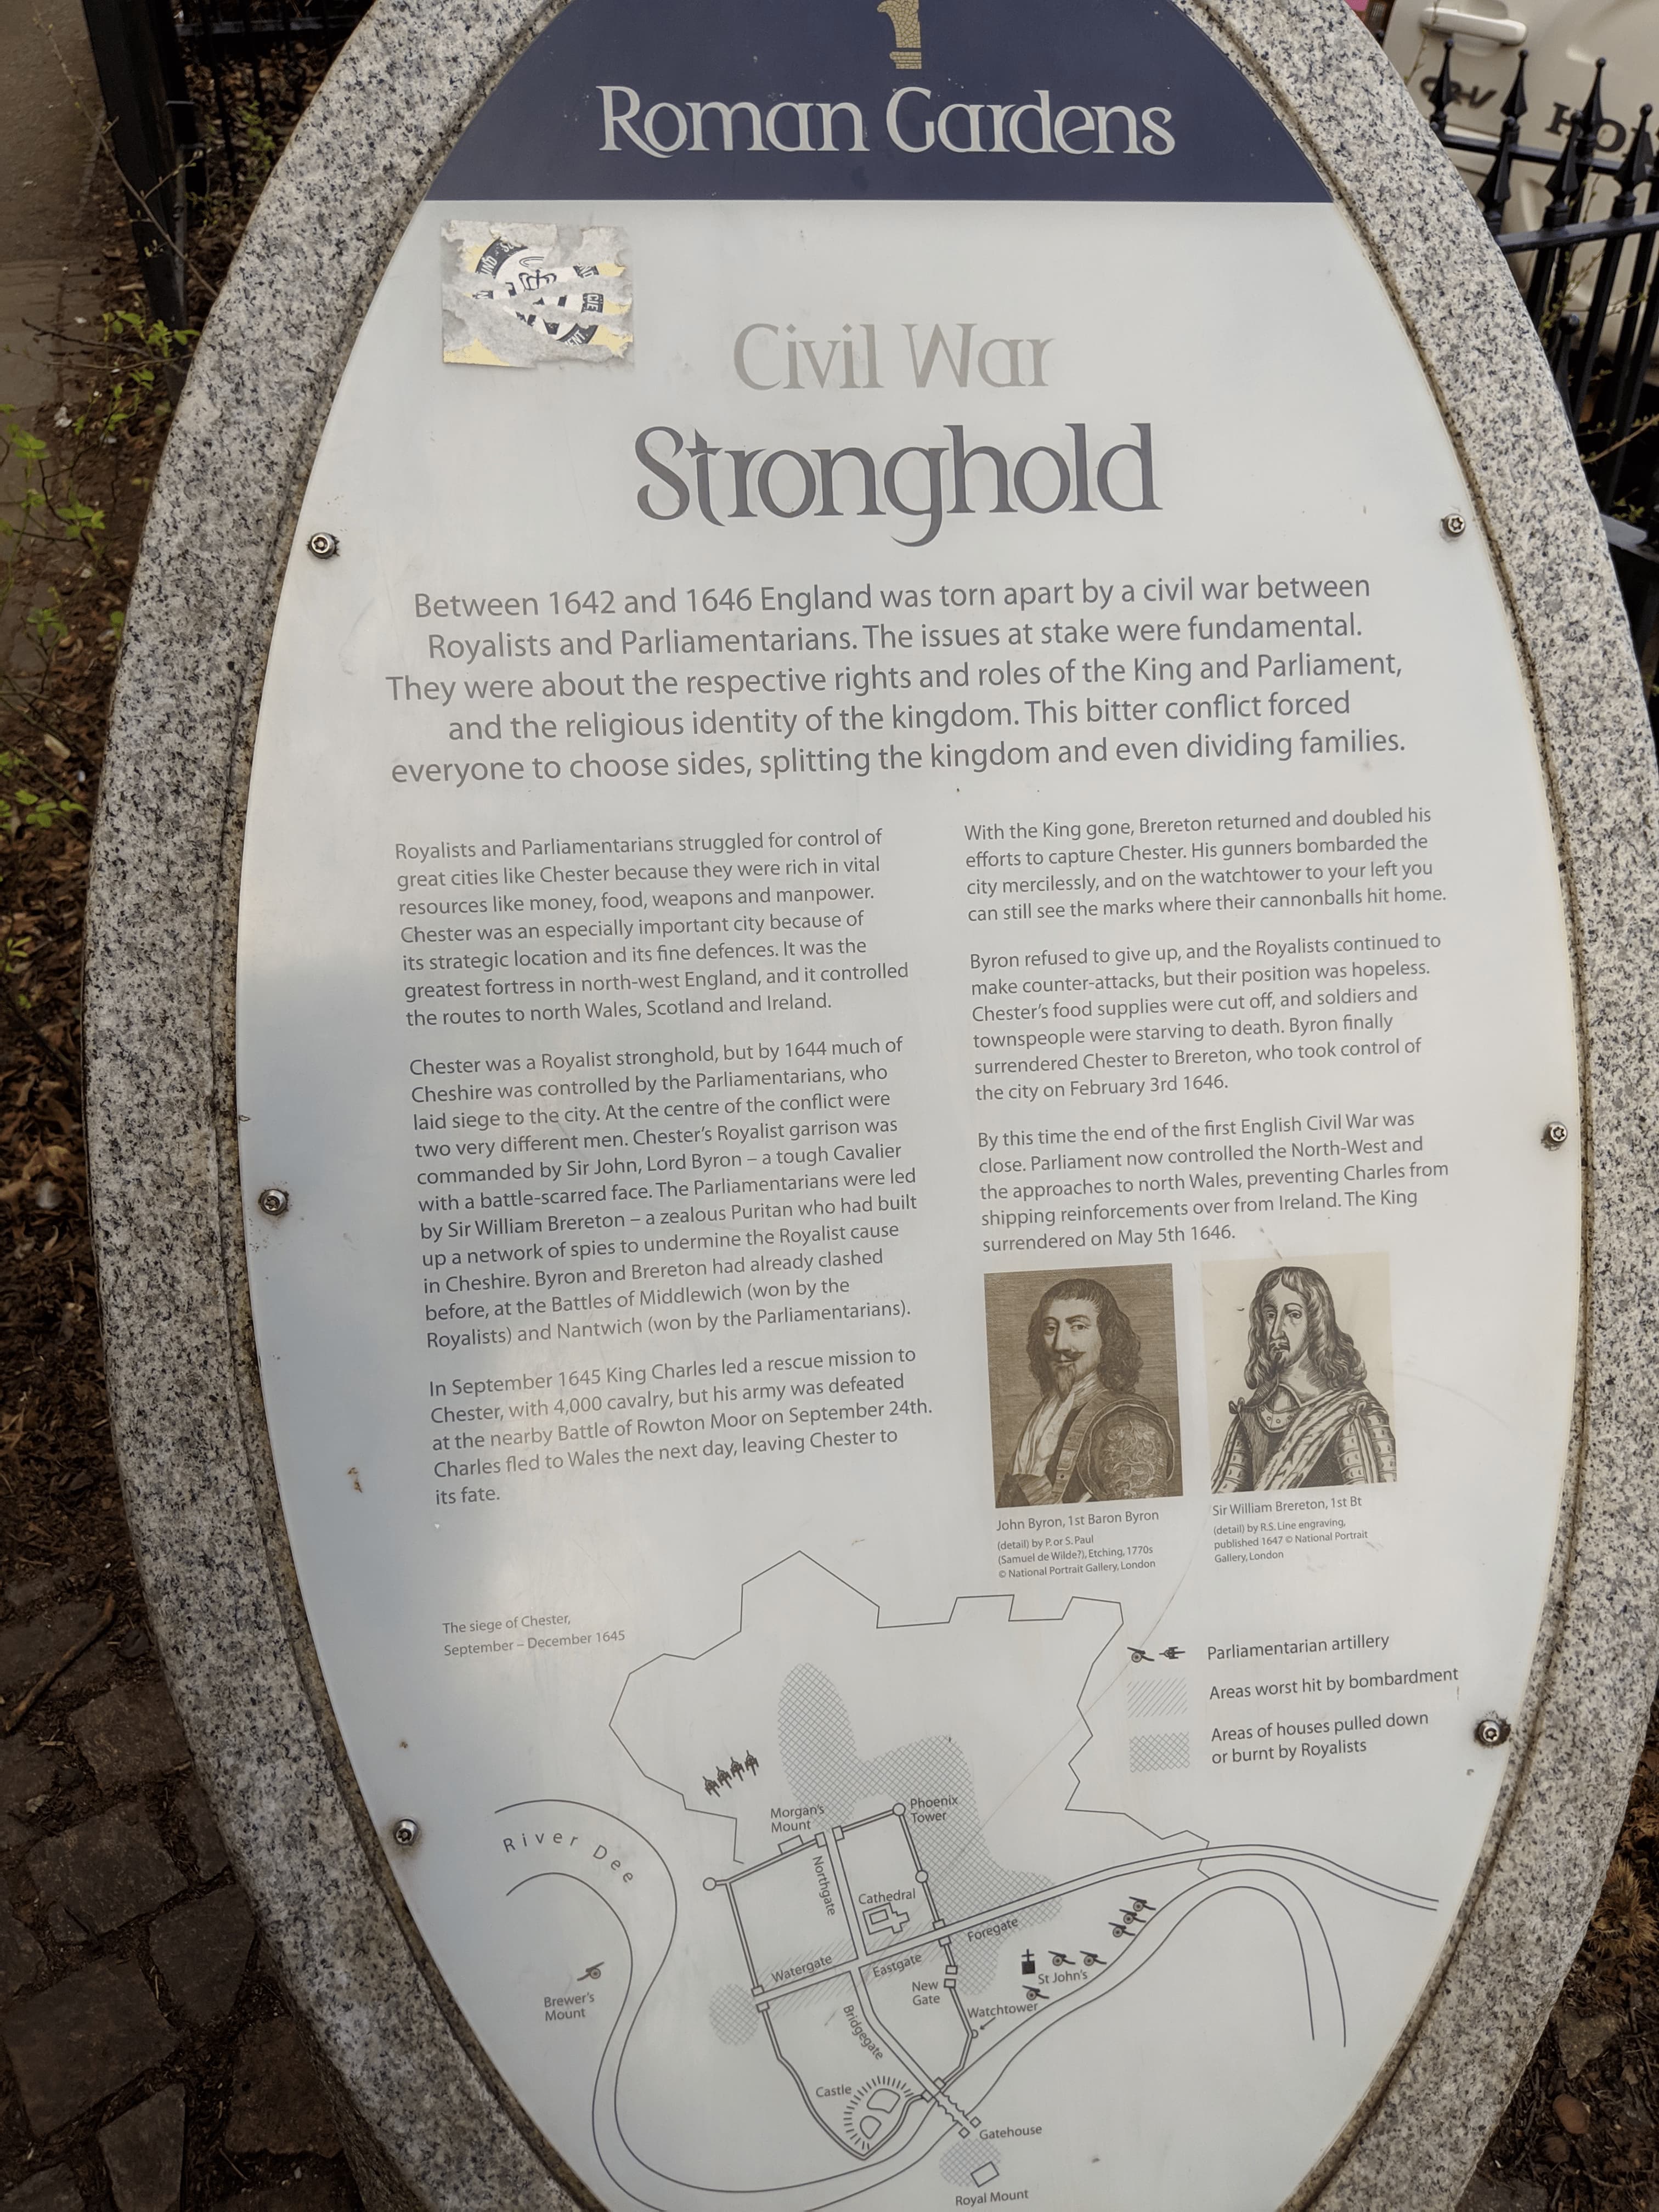 Roman Gardens
Civil War
Stronghold
Between 1642 and 1646 England was torn apart by a civil war between
Royalists and Parliamentarians. The issues at stake were fundamental.
They were about the respective rights and roles of the King and Parliament,
and the religious identity of the kingdom. This bitter conflict forced
everyone to choose sides, splitting the kingdom and even dividing families.
Royalists and Parliamentarians struggled for control of
great cities like Chester because they were rich in vital
resources like money, food, weapons and manpower.
Chester was an especially important city because of
its strategic location and its fine defences. It was the
greatest fortress in north-west England, and it controlled
the routes to north Wales, Scotland and Ireland.
Chester was a Royalist stronghold, but by 1644 much of
Cheshire was controlled by the Parliamentarians, who
laid siege to the city. At the centre of the conflict were
two very different men. Chester's Royalist garrison was
commanded by Sir John, Lord Byron – a tough Cavalier
with a battle-scarred face. The Parliamentarians were led
by Sir William Brereton – a zealous Puritan who had built
up a network of spies to undermine the Royalist cause
in Cheshire. Byron and Brereton had already clashed
before, at the Battles of Middlewich (won by the
Royalists) and Nantwich (won by the Parliamentarians).
In September 1645 King Charles led a rescue mission to
Chester, with 4,000 cavalry, but his army was defeated
at the nearby Battle of Rowton Moor on September 24th.
Charles fled to Wales the next day, leaving Chester to
its fate.
With the King gone, Brereton returned and doubled his
efforts to capture Chester. His gunners bombarded the
city mercilessly, and on the watchtower to your left you
can still see the marks where their cannonballs hit home.
Byron refused to give up, and the Royalists continued to
make counter-attacks, but their position was hopeless.
Chester's food supplies were cut off, and soldiers and
townspeople were starving to death. Byron finally
surrendered Chester to Brereton, who took control of
the city on February 3rd 1646.
By this time the end of the first English Civil War was
close. Parliament now controlled the North-West and
the approaches to north Wales, preventing Charles from
shipping reinforcements over from Ireland. The King
surrendered on May 5th 1646.
John Byron, 1st Baron Byron
(detail) by P. or S. Paul
(Samuel de Wilde?), Etching, 1770s
© National Portrait Gallery, London
Sir William Brereton, 1st Bt
(detail) by R.S. Line engraving,
published 1647 © National Portrait
Gallery, London
The siege of Chester,
September – December 1645
Parliamentarian artillery
Areas worst hit by bombardment
Areas of houses pulled down
or burnt by Royalists
River Dee
Morgan's
Mount
Phoenix
Tower
Northgate
Cathedral
Foregate
Watergate
Eastgate
New
Gate
St John's
Watchtower
Brewer's
Mount
Bridgegate
Castle
Gatehouse
Royal Mount